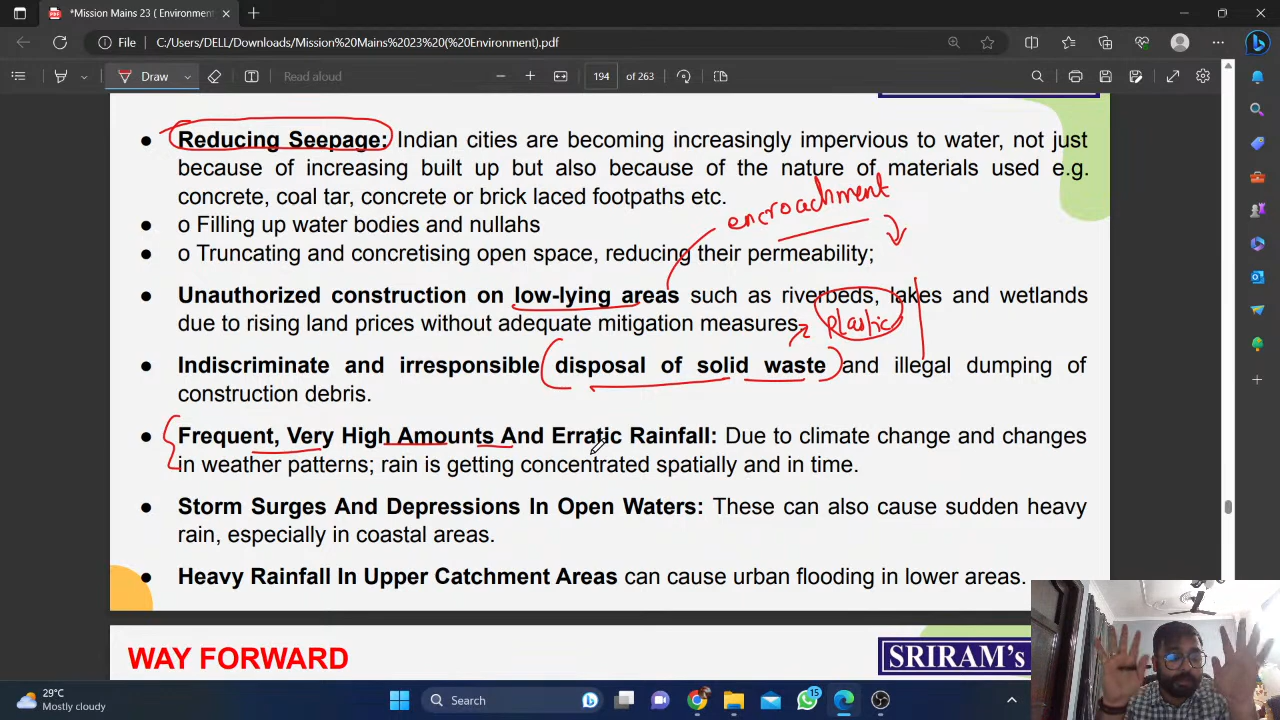 *Mission Mains 23 ( Environmen
File
C:/Users/DELL/Downloads/Mission%20Mains%202023%20(%20Environment).pdf
Draw
Read aloud
194 of 263
Reducing Seepage: Indian cities are becoming increasingly impervious to water, not just
because of increasing built up but also because of the nature of materials used e.g.
concrete, coal tar, concrete or brick laced footpaths etc.
encroachment
o Filling up water bodies and nullahs
o Truncating and concretising open space, reducing their permeability;
Unauthorized construction on low-lying areas such as riverbeds, lakes and wetlands
due to rising land prices without adequate mitigation measures.
Plastic
Indiscriminate and irresponsible disposal of solid waste and illegal dumping of
construction debris.
Frequent, Very High Amounts And Erratic Rainfall: Due to climate change and changes
in weather patterns; rain is getting concentrated spatially and in time.
Storm Surges And Depressions In Open Waters: These can also cause sudden heavy
rain, especially in coastal areas.
Heavy Rainfall In Upper Catchment Areas can cause urban flooding in lower areas.
WAY FORWARD
SRIRAM's
29°C
Mostly cloudy
Search
15